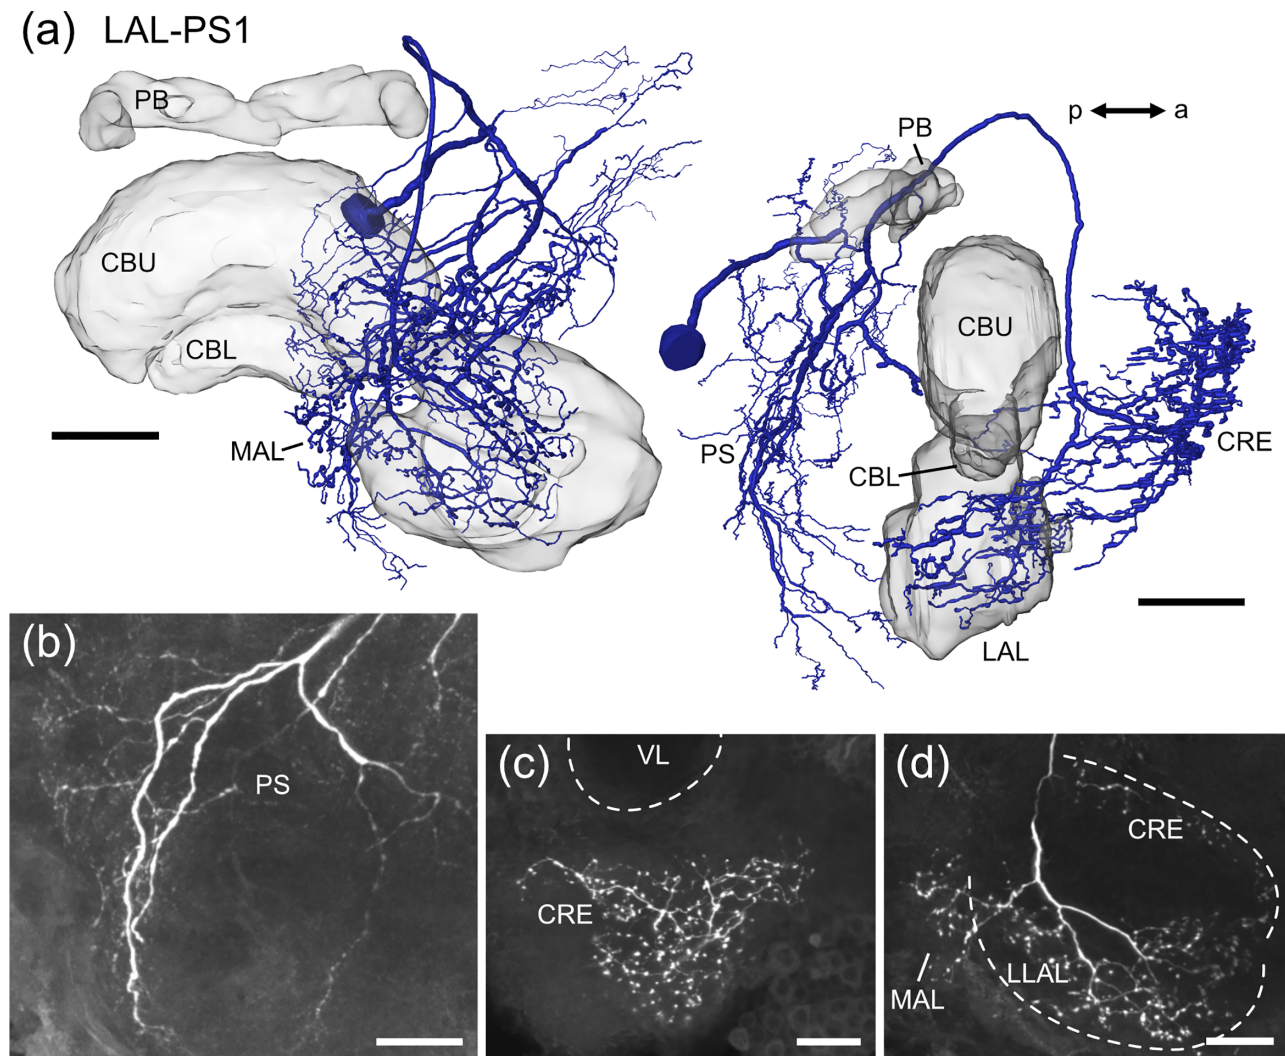 (a) LAL-PS1
PB
CBU
CBL
MAL
p a
PB
CBU
PS
CBL
CRE
LAL
(b)
PS
(c)
VL
CRE
(d)
CRE
MAL
LLAL